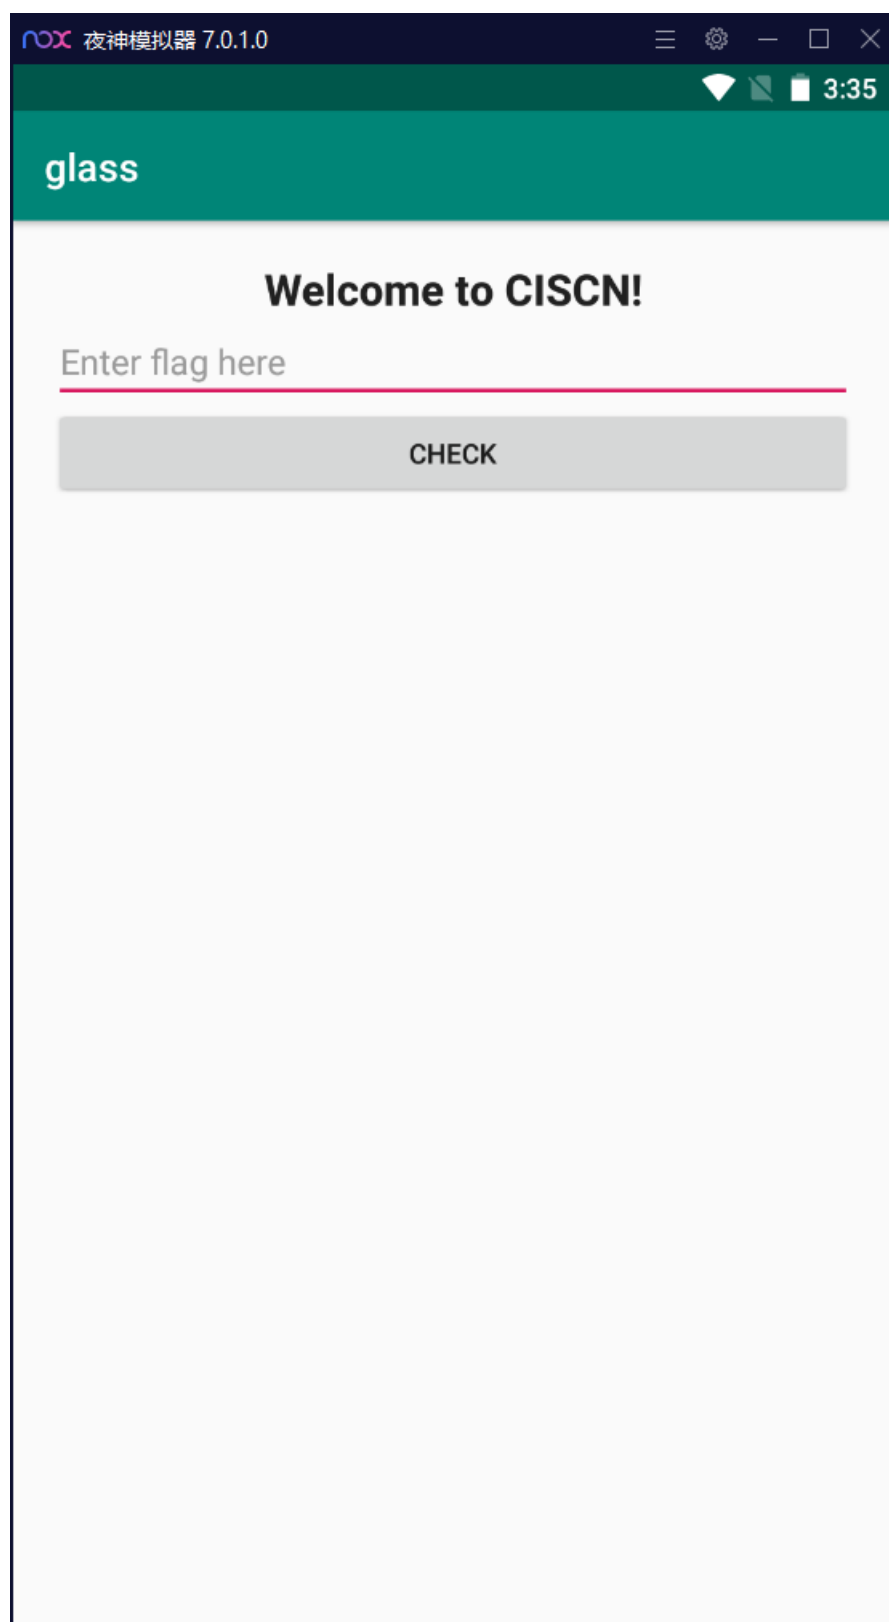 nox 夜神模拟器 7.0.1.0
3:35
glass
Welcome to CISCN!
Enter flag here
CHECK